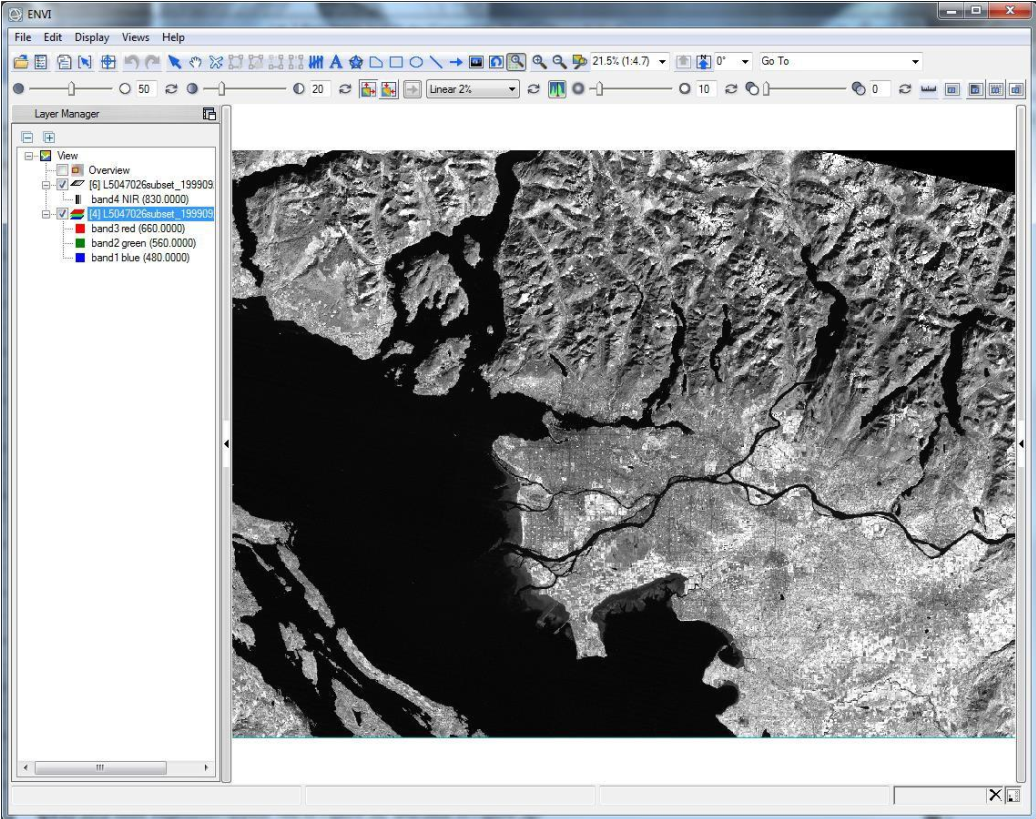 ENVI
File Edit Display Views Help
21.5% (1:4.7) 0° Go To
50 20 Linear 2% 10 0
Layer Manager
View
Overview
[6] L5047026subset_199909
band4 NIR (830.0000)
[4] L5047026subset_199909
band3 red (660.0000)
band2 green (560.0000)
band1 blue (480.0000)